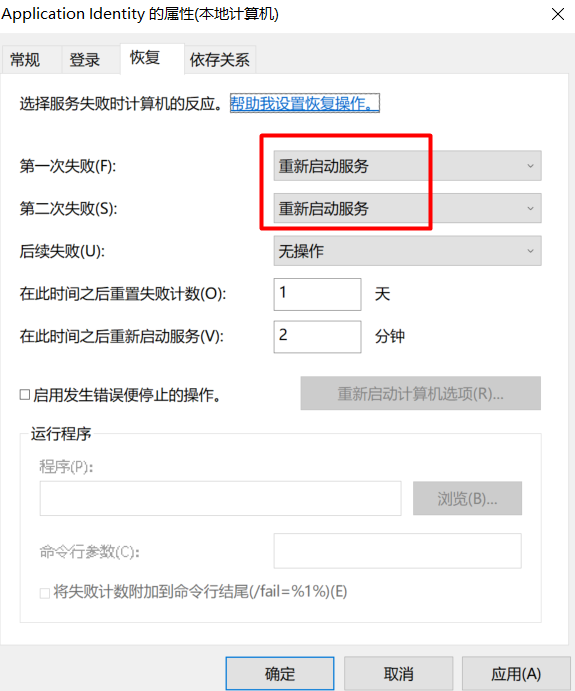 Application Identity 的属性(本地计算机)
常规 登录 恢复 依存关系
选择服务失败时计算机的反应。帮助我设置恢复操作。
第一次失败(F): 重新启动服务
第二次失败(S): 重新启动服务
后续失败(U): 无操作
在此时间之后重置失败计数(O): 1 天
在此时间之后重新启动服务(V): 2 分钟
启用发生错误便停止的操作。 重新启动计算机选项(R)...
运行程序
程序(P):
浏览(B)...
命令行参数(C):
将失败计数附加到命令行结尾(/fail=%1%)(E)
确定 取消 应用(A)